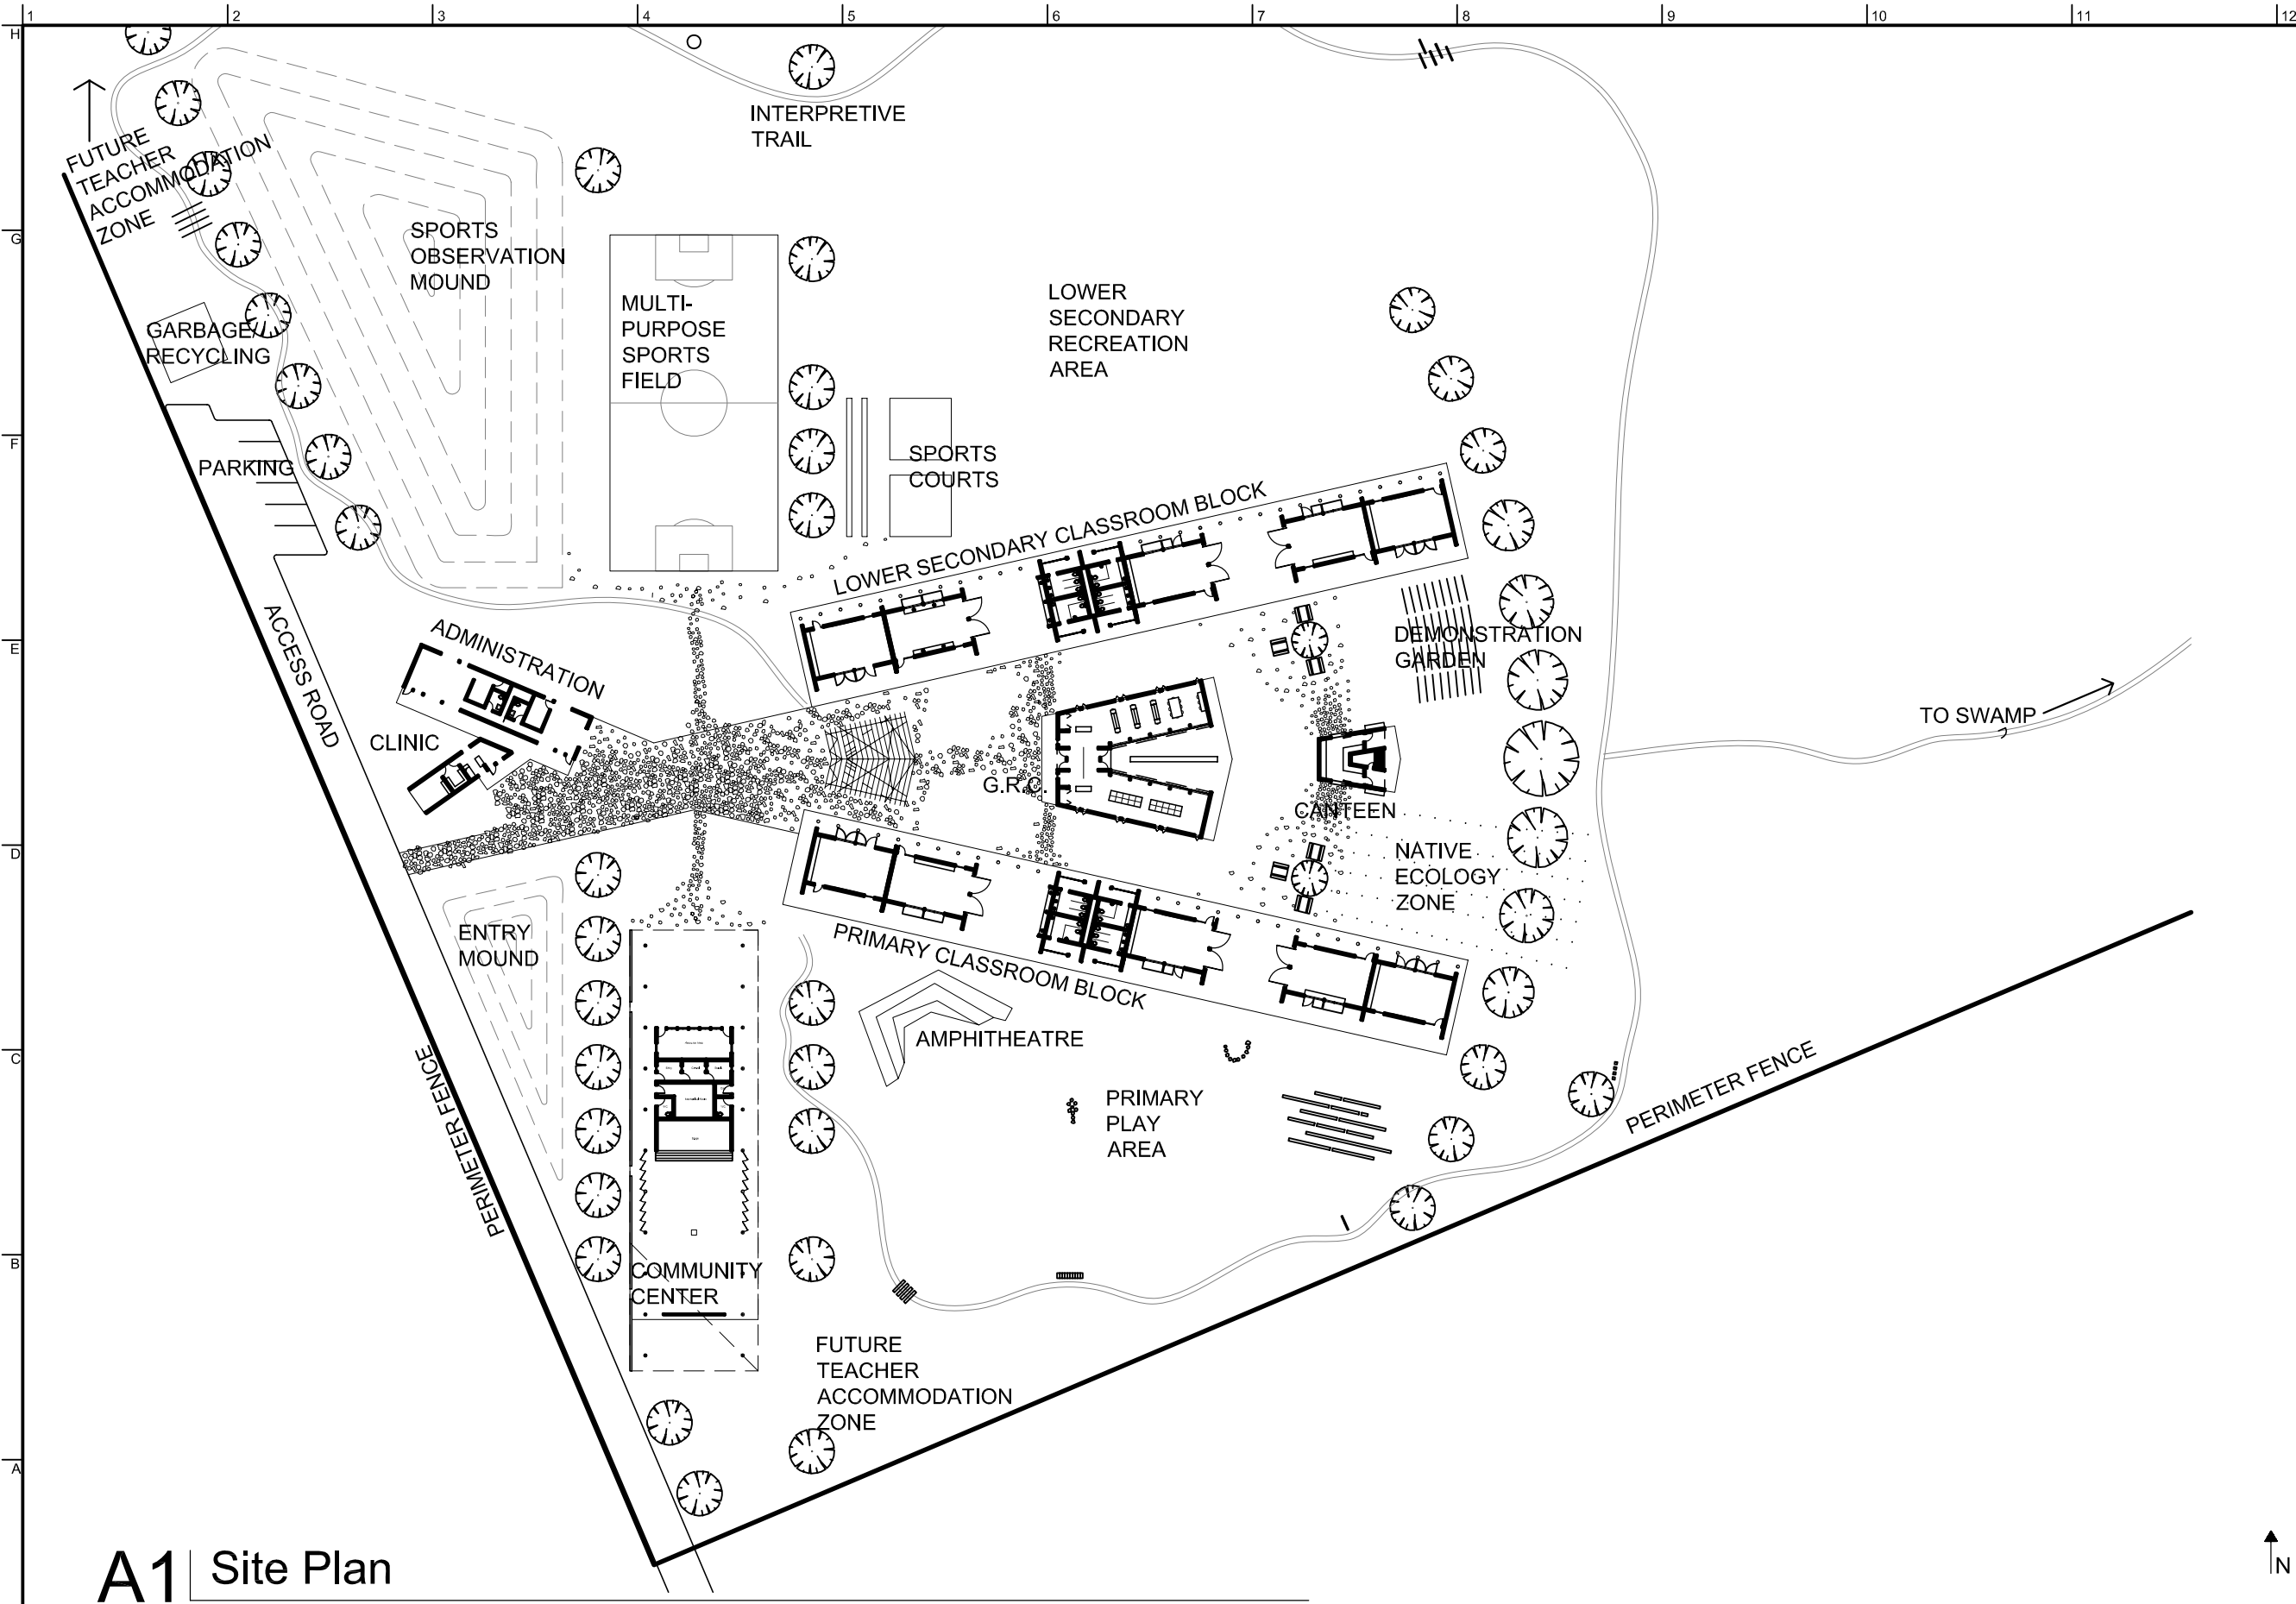 1 2 3 4 5 6 7 8 9 10 11 12
H
G
F
E
D
C
B
A
FUTURE
TEACHER
ACCOMMODATION
ZONE
INTERPRETIVE
TRAIL
SPORTS
OBSERVATION
MOUND
MULTI-
PURPOSE
SPORTS
FIELD
LOWER
SECONDARY
RECREATION
AREA
GARBAGE/
RECYCLING
PARKING
SPORTS
COURTS
LOWER SECONDARY CLASSROOM BLOCK
ACCESS ROAD
ADMINISTRATION
CLINIC
DEMONSTRATION
GARDEN
TO SWAMP
G.R.C.
CANTEEN
NATIVE
ECOLOGY
ZONE
ENTRY
MOUND
PRIMARY CLASSROOM BLOCK
AMPHITHEATRE
PERIMETER FENCE
PRIMARY
PLAY
AREA
PERIMETER FENCE
COMMUNITY
CENTER
FUTURE
TEACHER
ACCOMMODATION
ZONE
A1 Site Plan
N